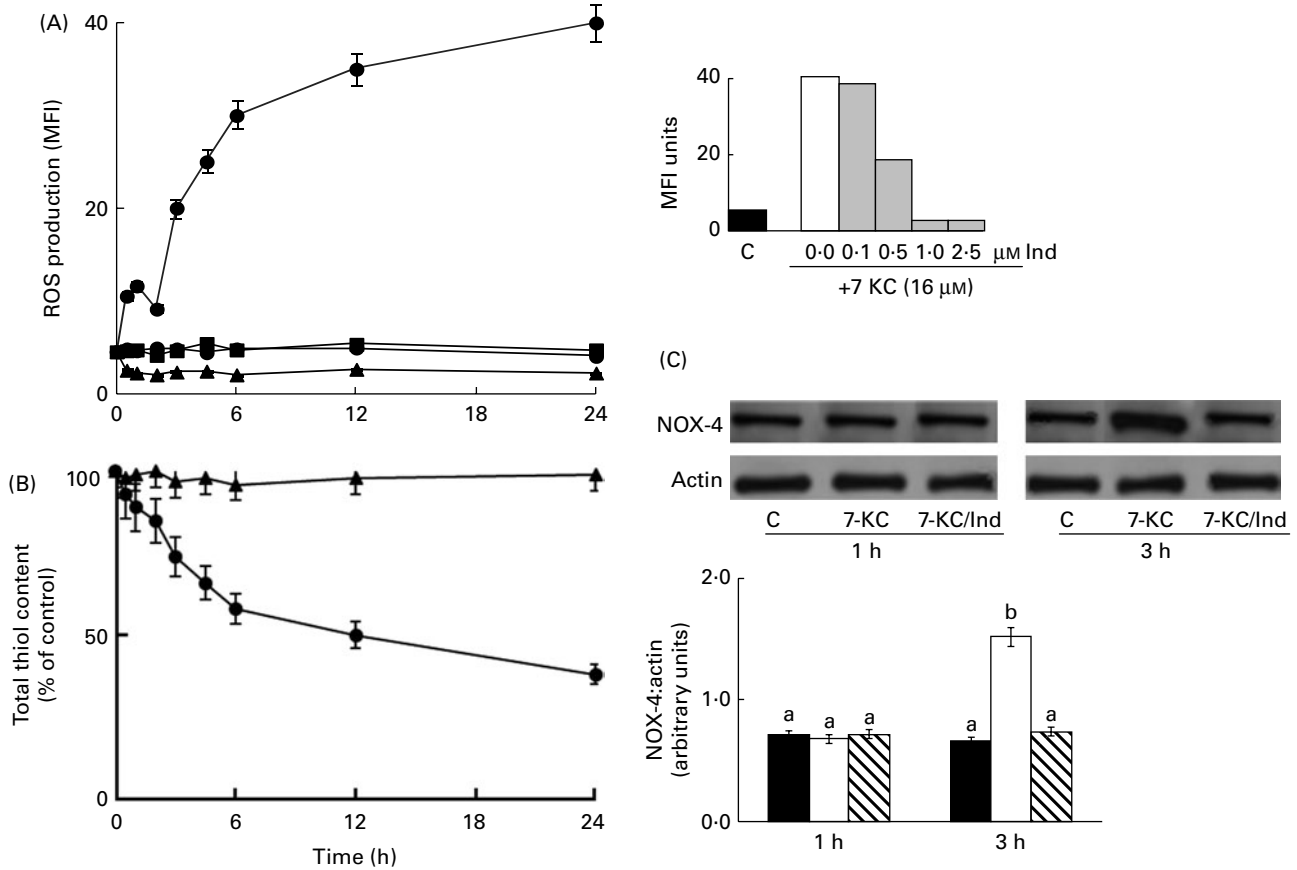 (A)
40
20
0
ROS production (MFI)
0 6 12 18 24
40
20
0
MFI units
C 0·0 0·1 0·5 1·0 2·5 μM Ind
+7 KC (16 μM)
(B)
100
50
0
Total thiol content
(% of control)
0 6 12 18 24
Time (h)
(C)
NOX-4
Actin
C 7-KC 7-KC/Ind C 7-KC 7-KC/Ind
1 h 3 h
2·0
1·0
0·0
NOX-4:actin
(arbitrary units)
a a a a b a
1 h 3 h